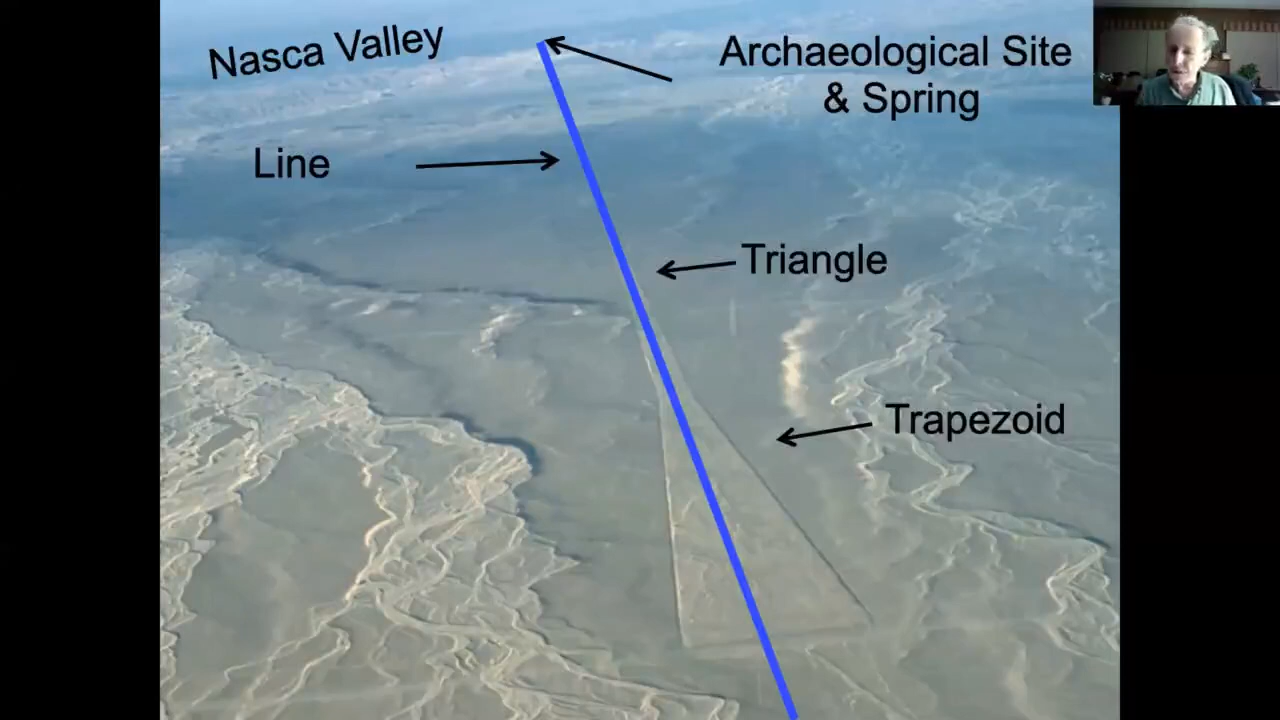 Nasca Valley
Archaeological Site
& Spring
Line
Triangle
Trapezoid